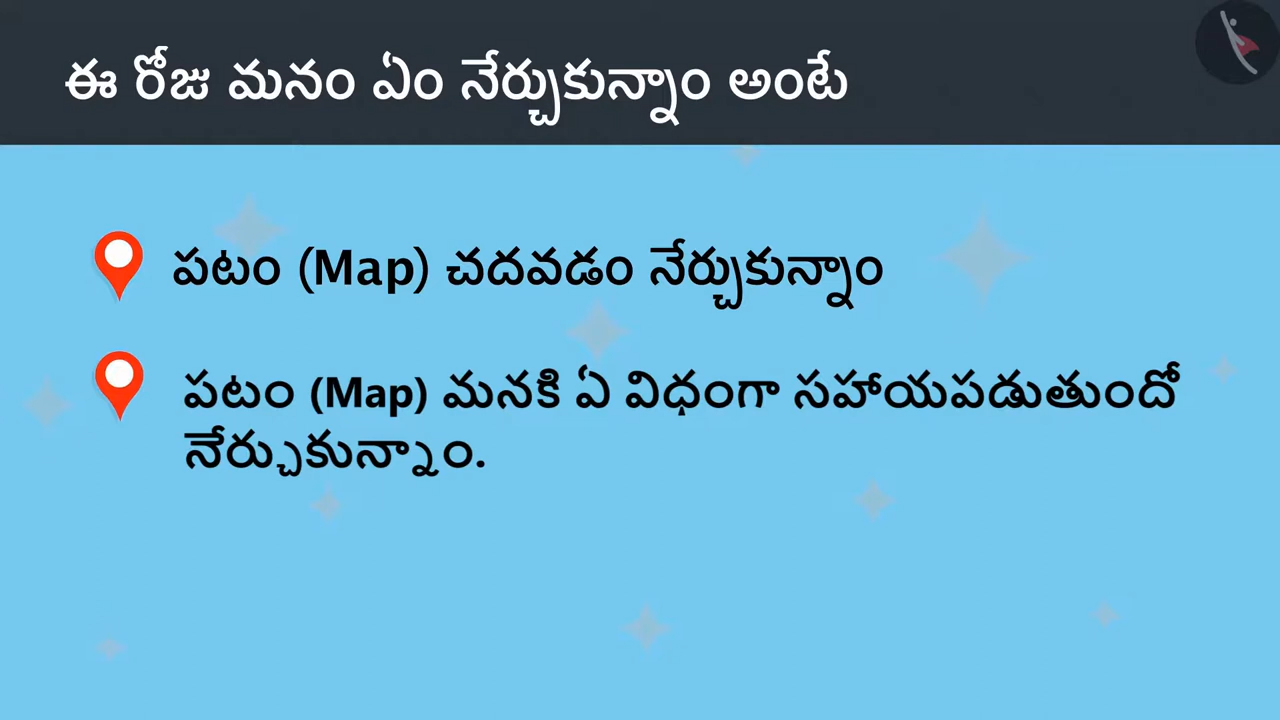 ఈ రోజు మనం ఏం నేర్చుకున్నాం అంటే
పటం (Map) చదవడం నేర్చుకున్నాం
పటం (Map) మనకి ఏ విధంగా సహాయపడుతుందో
నేర్చుకున్నాం.